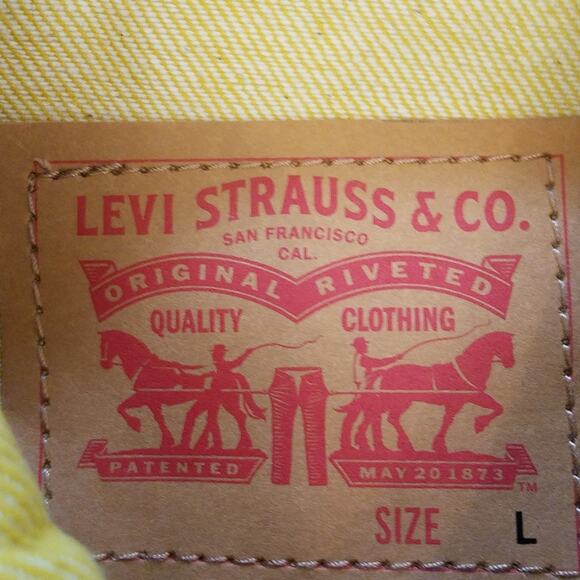 LEVI STRAUSS & CO.
SAN FRANCISCO
CAL.
ORIGINAL RIVETED
QUALITY CLOTHING
PATENTED MAY 20 1873 TM
SIZE L